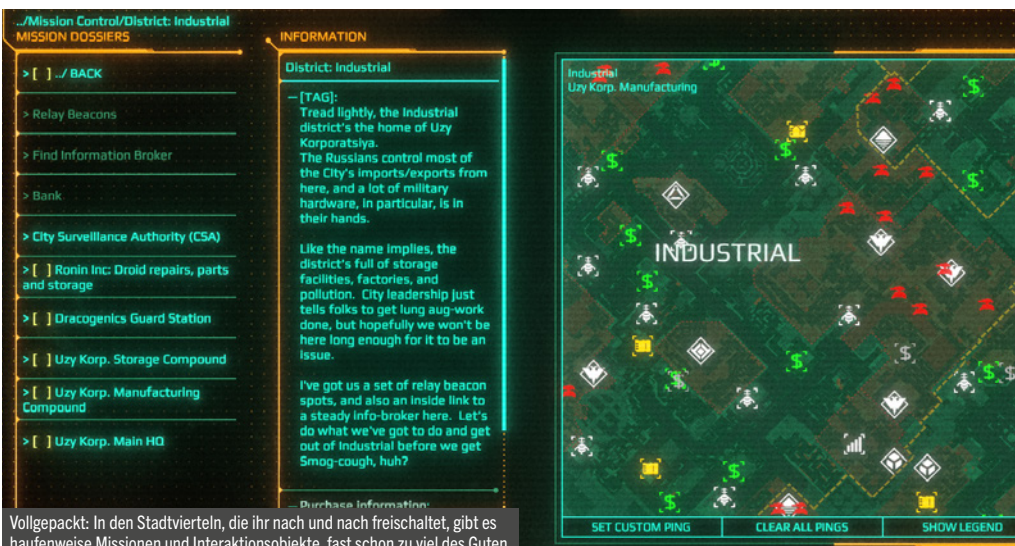 ../Mission Control/District: Industrial
MISSION DOSSIERS
> [ ] ../ BACK
> Relay Beacons
> Find Information Broker
> Bank
> City Surveillance Authority (CSA)
> [ ] Ronin Inc: Droid repairs, parts
and storage
> [ ] Dracogenics Guard Station
> [ ] Uzy Korp. Storage Compound
> [ ] Uzy Korp. Manufacturing
Compound
> [ ] Uzy Korp. Main HQ
INFORMATION
District: Industrial
— [TAG]:
Tread lightly, the Industrial
district's the home of Uzy
Korporatsiya.
The Russians control most of
the City's imports/exports from
here, and a lot of military
hardware, in particular, is in
their hands.
Like the name implies, the
district's full of storage
facilities, factories, and
pollution. City leadership just
tells folks to get lung aug-work
done, but hopefully we won't be
here long enough for it to be an
issue.
I've got us a set of relay beacon
spots, and also an inside link to
a steady info-broker here. Let's
do what we've got to do and get
out of Industrial before we get
Smog-cough, huh?
— Purchase information:
Industrial
Uzy Korp. Manufacturing
INDUSTRIAL
SET CUSTOM PING
CLEAR ALL PINGS
SHOW LEGEND
Vollgepackt: In den Stadtvierteln, die ihr nach und nach freischaltet, gibt es
haufenweise Missionen und Interaktionsobjekte, fast schon zu viel des Guten.